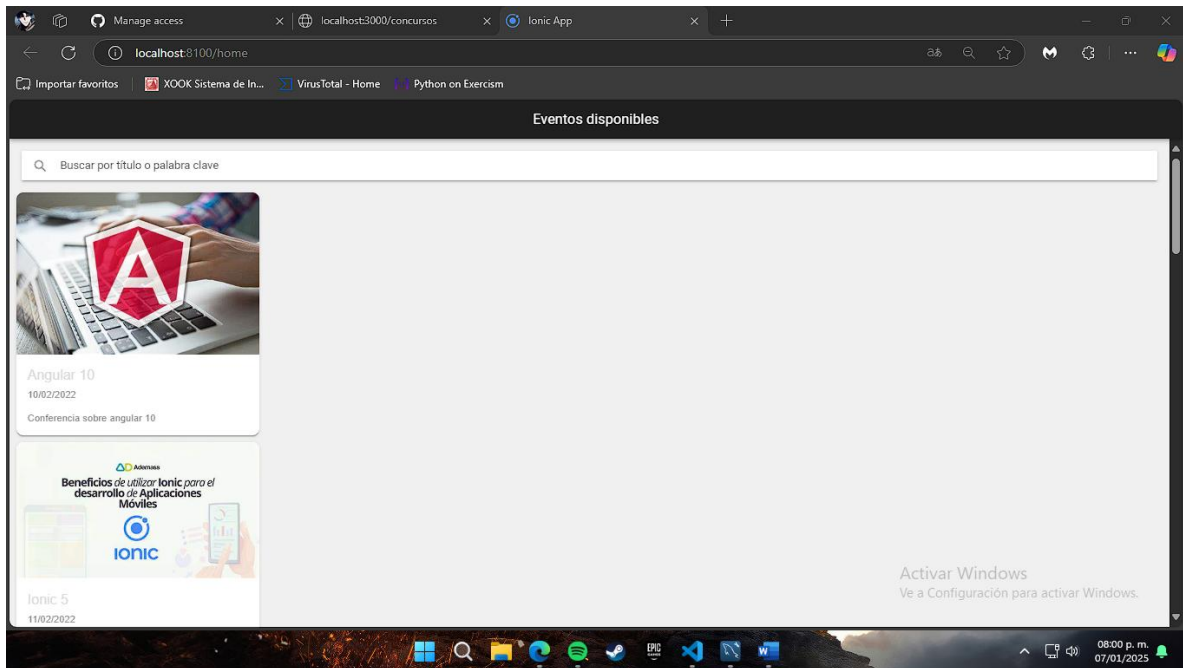 Manage access
localhost:3000/concursos
Ionic App
localhost:8100/home
Importar favoritos
XOOK Sistema de In...
VirusTotal - Home
Python on Exercism
Eventos disponibles
Buscar por título o palabra clave
A
Angular 10
10/02/2022
Conferencia sobre angular 10
Ademass
Beneficios de utilizar Ionic para el
desarrollo de Aplicaciones
Móviles
IONIC
Ionic 5
11/02/2022
Activar Windows
Ve a Configuración para activar Windows.
EPIC
GAMES
W
08:00 p. m.
07/01/2025